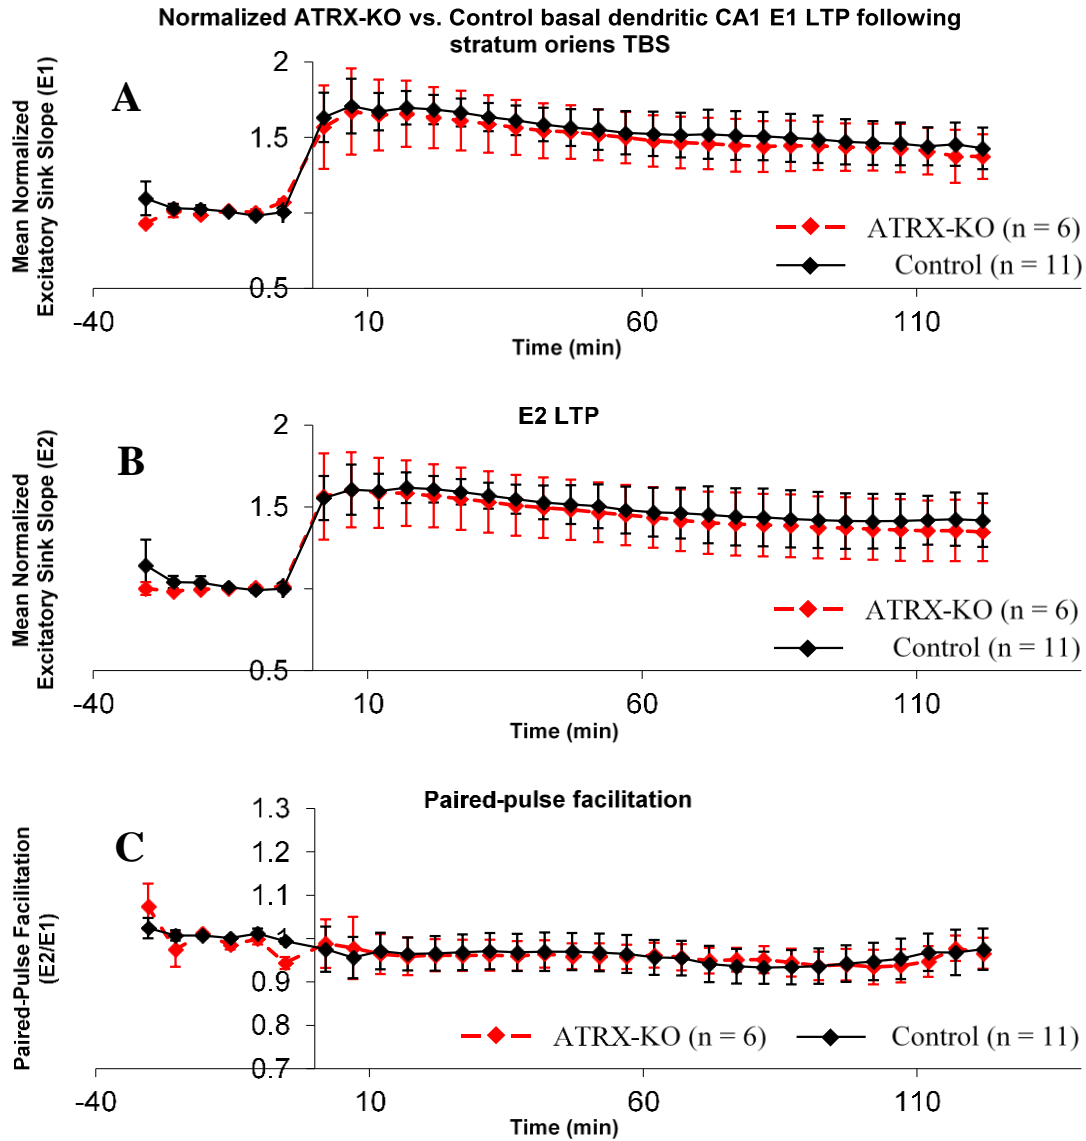 Normalized ATRX-KO vs. Control basal dendritic CA1 E1 LTP following
stratum oriens TBS
A
Mean Normalized
Excitatory Sink Slope (E1)
2
1.5
1
0.5
-40
10
60
110
Time (min)
ATRX-KO (n = 6)
Control (n = 11)
E2 LTP
B
Mean Normalized
Excitatory Sink Slope (E2)
2
1.5
1
0.5
-40
10
60
110
Time (min)
ATRX-KO (n = 6)
Control (n = 11)
Paired-pulse facilitation
C
Paired-Pulse Facilitation
(E2/E1)
1.3
1.2
1.1
1
0.9
0.8
0.7
-40
10
60
110
Time (min)
ATRX-KO (n = 6)
Control (n = 11)